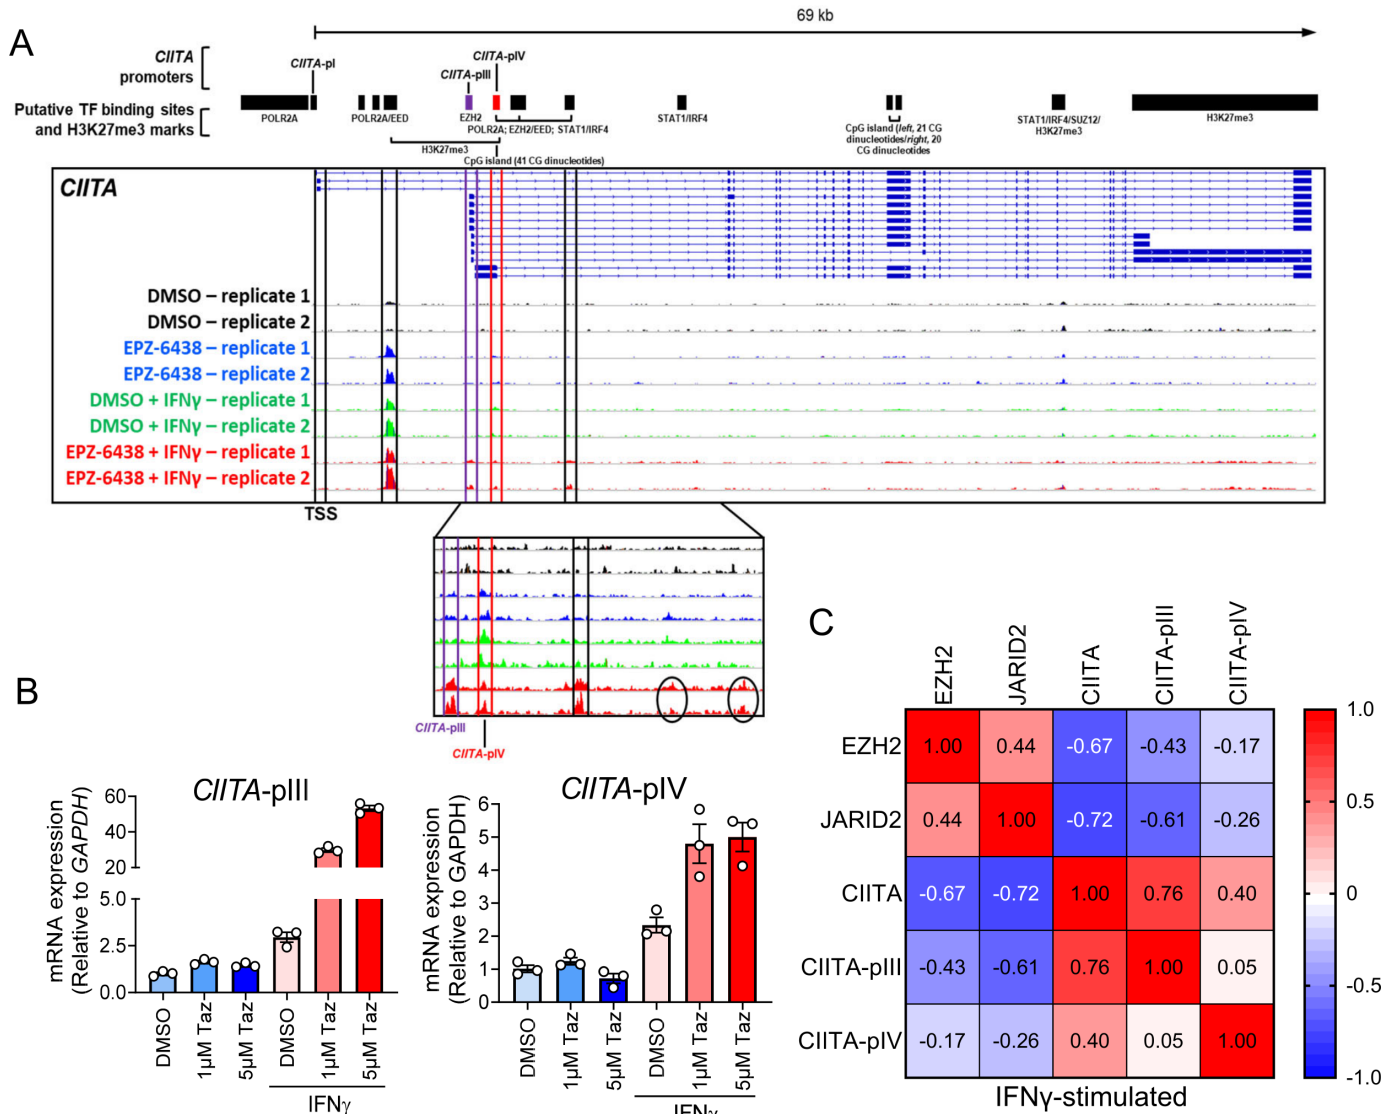 A
69 kb
CIITA
promoters
CIITA-pI
CIITA-pIV
CIITA-pIII
Putative TF binding sites
and H3K27me3 marks
POLR2A
POLR2A/EED
EZH2
POLR2A; EZH2/EED; STAT1/IRF4
STAT1/IRF4
CpG island (left, 21 CG
dinucleotides/right, 20
CG dinucleotides
STAT1/IRF4/SUZ12/
H3K27me3
H3K27me3
H3K27me3
CpG island (41 CG dinucleotides)
CIITA
DMSO – replicate 1
DMSO – replicate 2
EPZ-6438 – replicate 1
EPZ-6438 – replicate 2
DMSO + IFNγ – replicate 1
DMSO + IFNγ – replicate 2
EPZ-6438 + IFNγ – replicate 1
EPZ-6438 + IFNγ – replicate 2
TSS
CIITA-pIII
CIITA-pIV
B
CIITA-pIII
mRNA expression
(Relative to GAPDH)
60
40
20
5.0
2.5
0.0
DMSO
1µM Taz
5µM Taz
DMSO
1µM Taz
5µM Taz
IFNγ
CIITA-pIV
mRNA expression
(Relative to GAPDH)
6
5
4
3
2
1
0
DMSO
1µM Taz
5µM Taz
DMSO
1µM Taz
5µM Taz
IFNγ
C
EZH2
JARID2
CIITA
CIITA-pIII
CIITA-pIV
EZH2 1.00 0.44 -0.67 -0.43 -0.17
JARID2 0.44 1.00 -0.72 -0.61 -0.26
CIITA -0.67 -0.72 1.00 0.76 0.40
CIITA-pIII -0.43 -0.61 0.76 1.00 0.05
CIITA-pIV -0.17 -0.26 0.40 0.05 1.00
IFNγ-stimulated
1.0
0.5
0
-0.5
-1.0